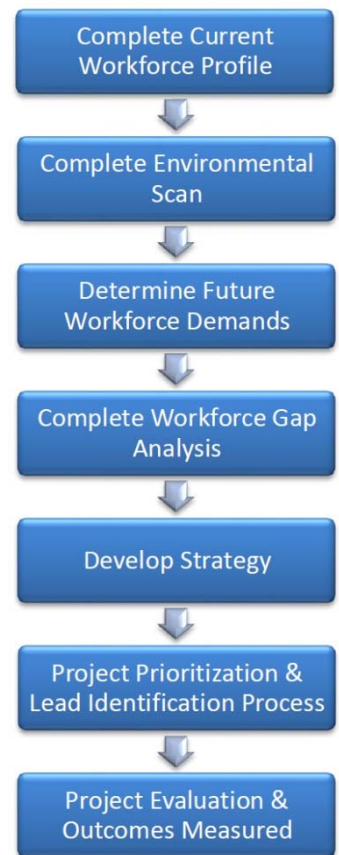 Complete Current
Workforce Profile
Complete Environmental
Scan
Determine Future
Workforce Demands
Complete Workforce Gap
Analysis
Develop Strategy
Project Prioritization &
Lead Identification Process
Project Evaluation &
Outcomes Measured